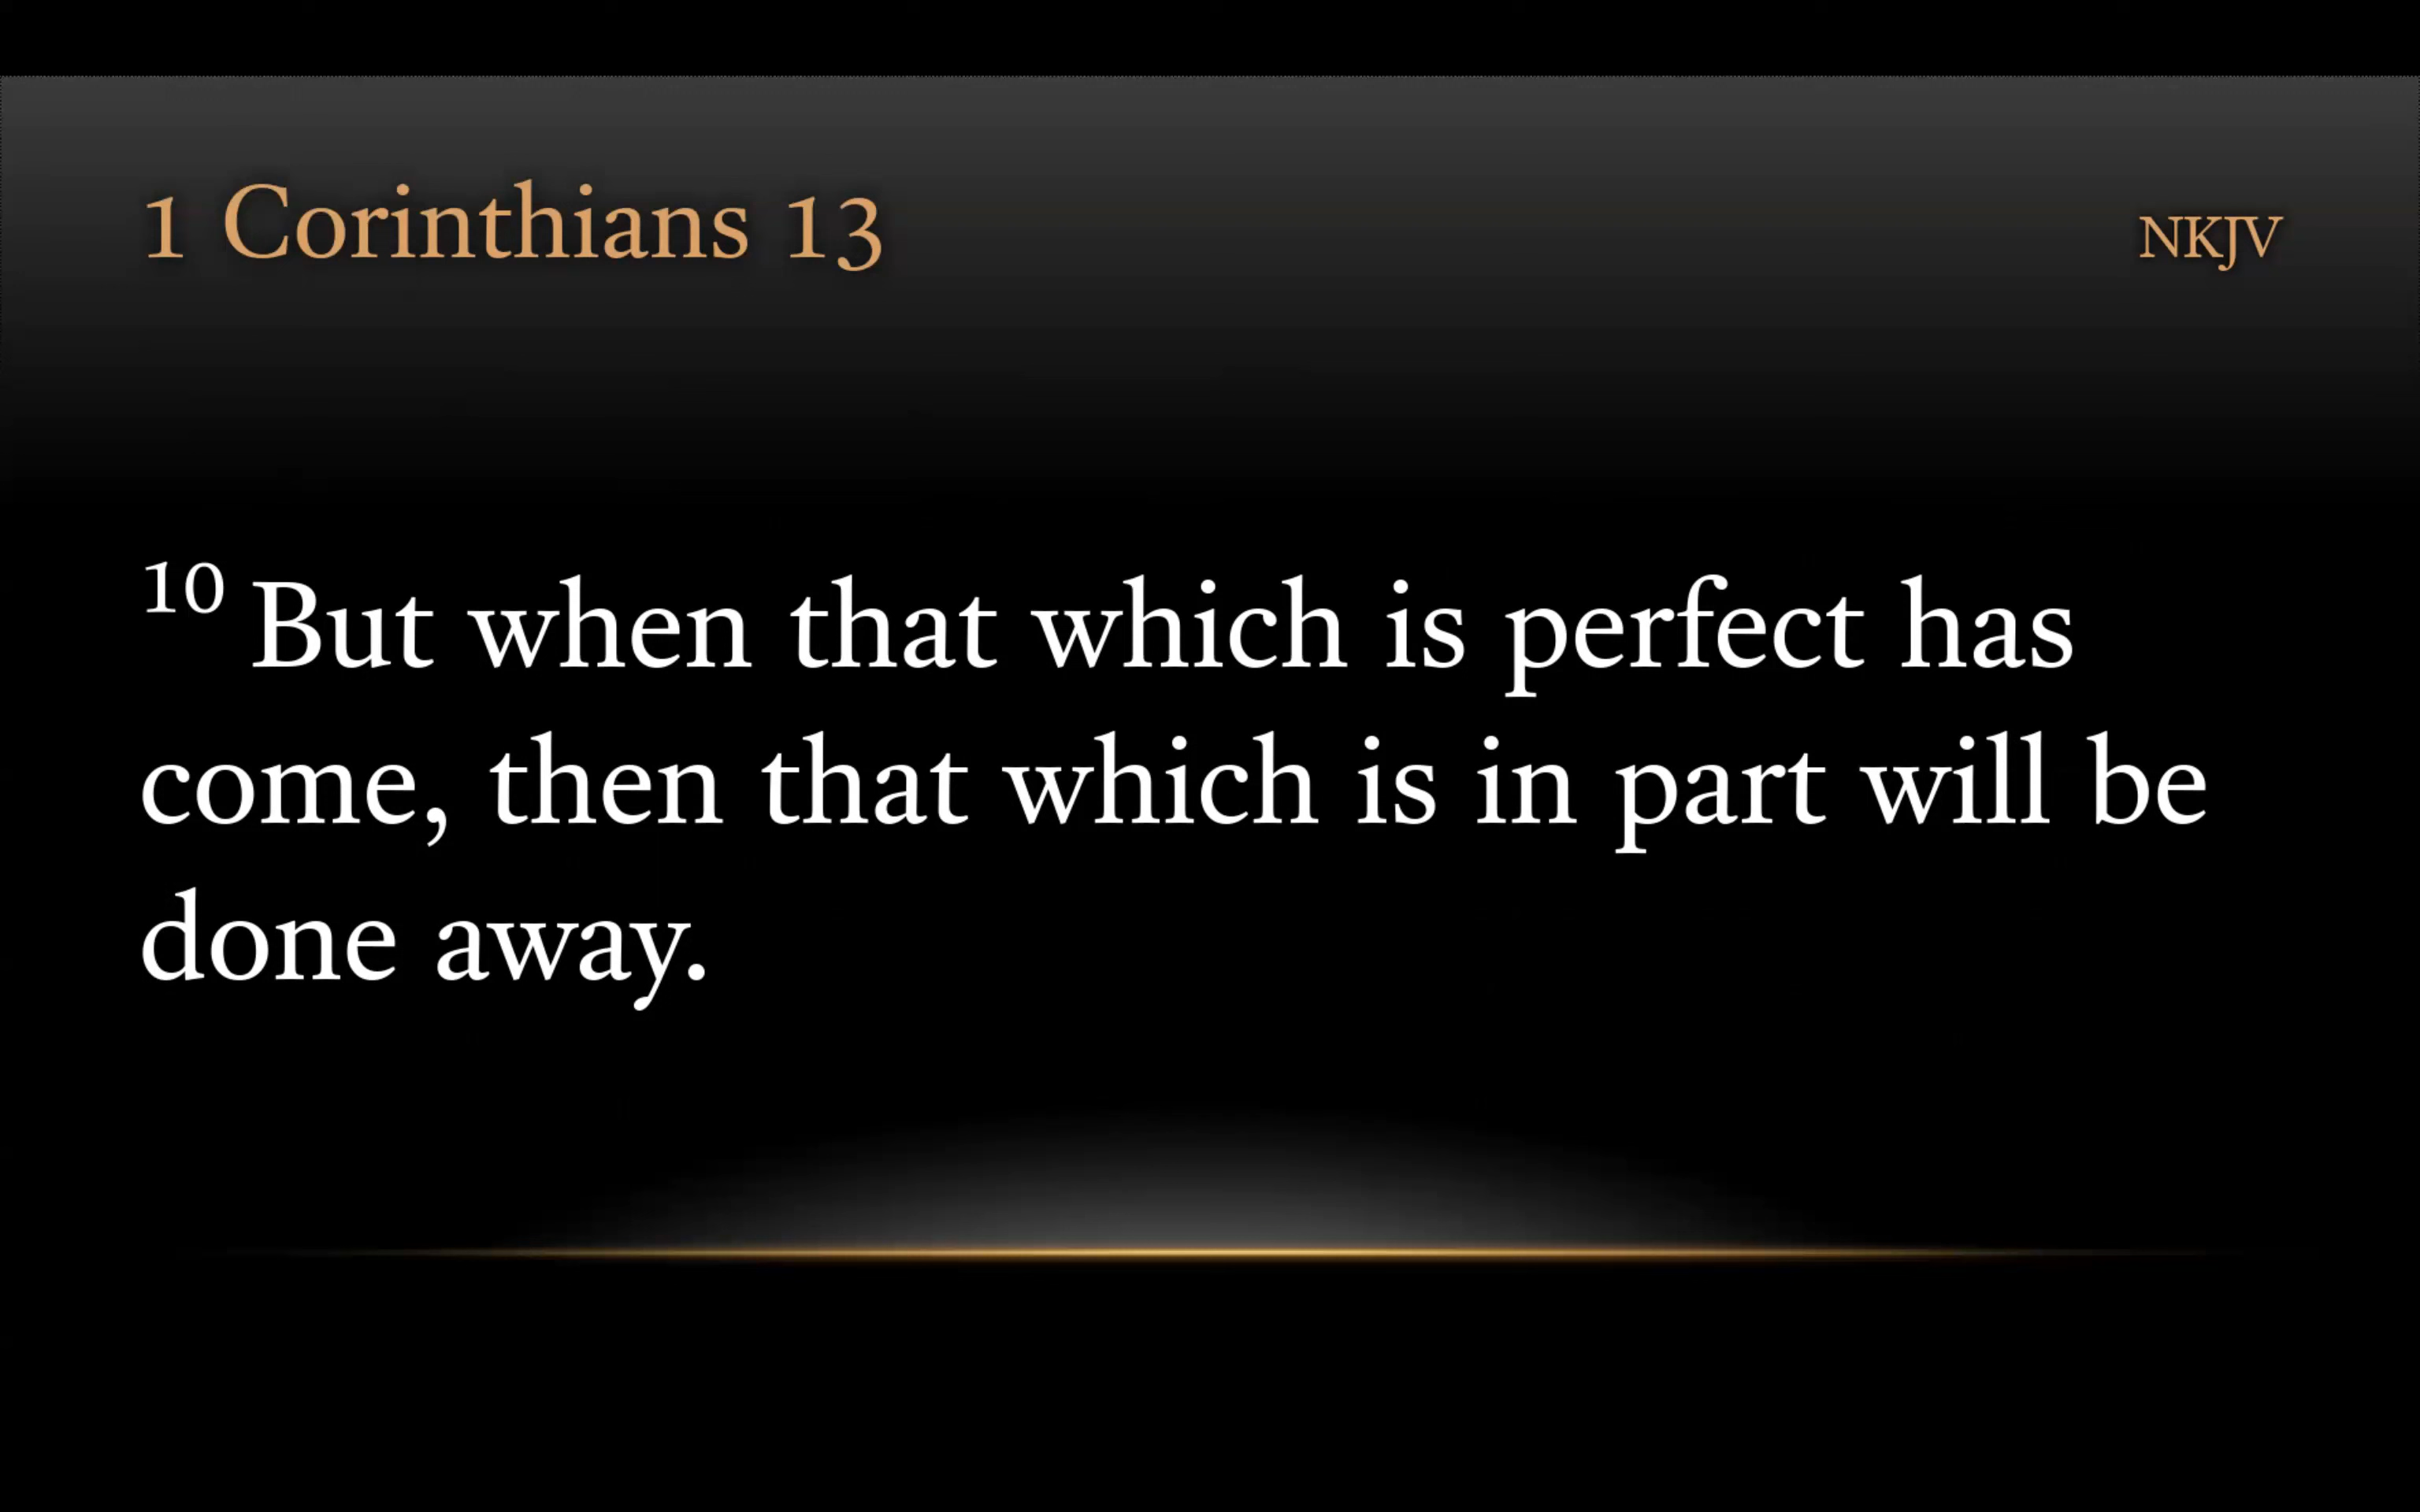 1 Corinthians 13
NKJV
10 But when that which is perfect has
come, then that which is in part will be
done away.